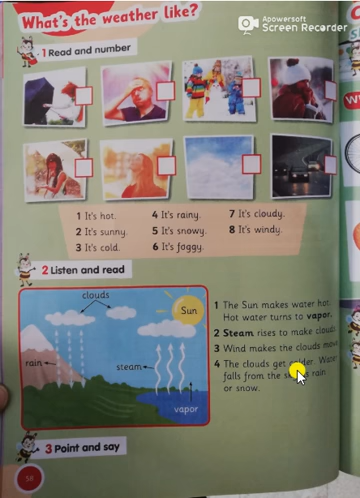 What's the weather like?
Apowersoft
Screen Recorder
1 Read and number
1 It's hot.
4 It's rainy.
7 It's cloudy.
2 It's sunny.
5 It's snowy.
8 It's windy.
3 It's cold.
6 It's foggy.
2 Listen and read
clouds
Sun
rain
steam
vapor
1 The Sun makes water hot.
Hot water turns to vapor.
2 Steam rises to make clouds
3 Wind makes the clouds move
4 The clouds get colder. Water
falls from the rain
or snow.
3 Point and say
58